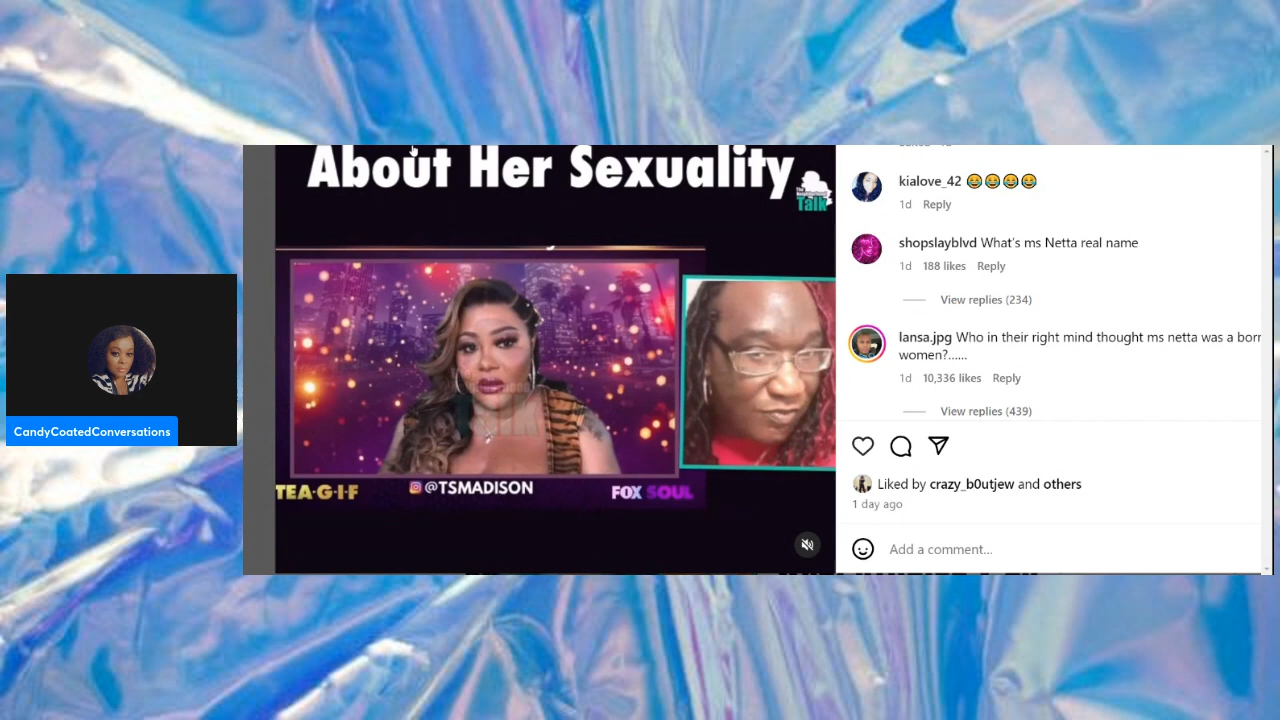 About Her Sexuality
The
Neighborhood
Talk
TEA·G·I·F
@TSMADISON
FOX SOUL
CandyCoatedConversations
kialove_42 😂😂😂😂
1d Reply
shopslayblvd What's ms Netta real name
1d 188 likes Reply
View replies (234)
lansa.jpg Who in their right mind thought ms netta was a born
women?......
1d 10,336 likes Reply
View replies (439)
Liked by crazy_b0utjew and others
1 day ago
Add a comment...